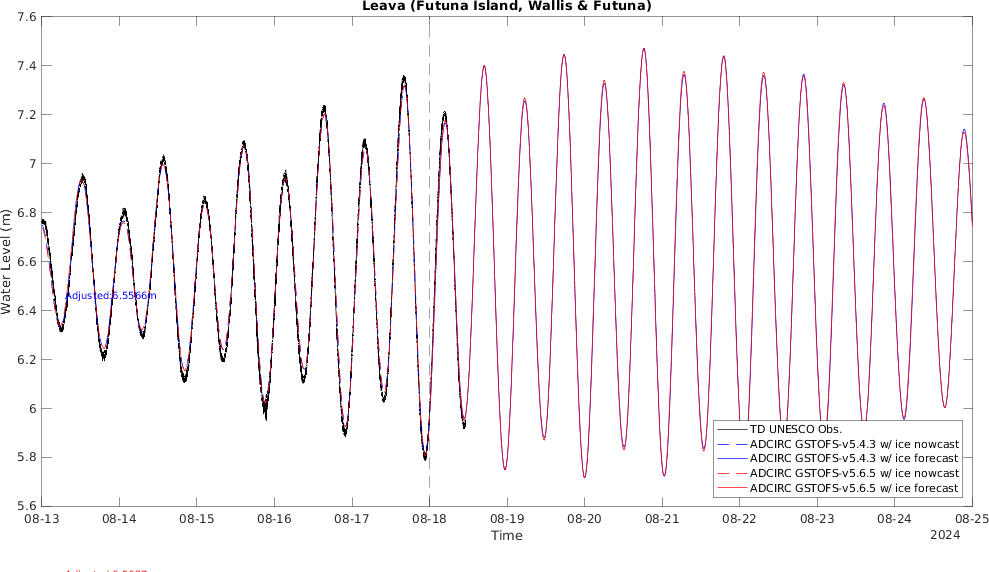 Leava (Futuna Island, Wallis & Futuna)
7.6
7.4
7.2
7
6.8
6.6
6.4
6.2
6
5.8
5.6
Water Level (m)
Adjusted:6.5566m
TD UNESCO Obs.
ADCIRC GSTOFS-v5.4.3 w/ ice nowcast
ADCIRC GSTOFS-v5.4.3 w/ ice forecast
ADCIRC GSTOFS-v5.6.5 w/ ice nowcast
ADCIRC GSTOFS-v5.6.5 w/ ice forecast
08-13 08-14 08-15 08-16 08-17 08-18 08-19 08-20 08-21 08-22 08-23 08-24 08-25
Time
2024